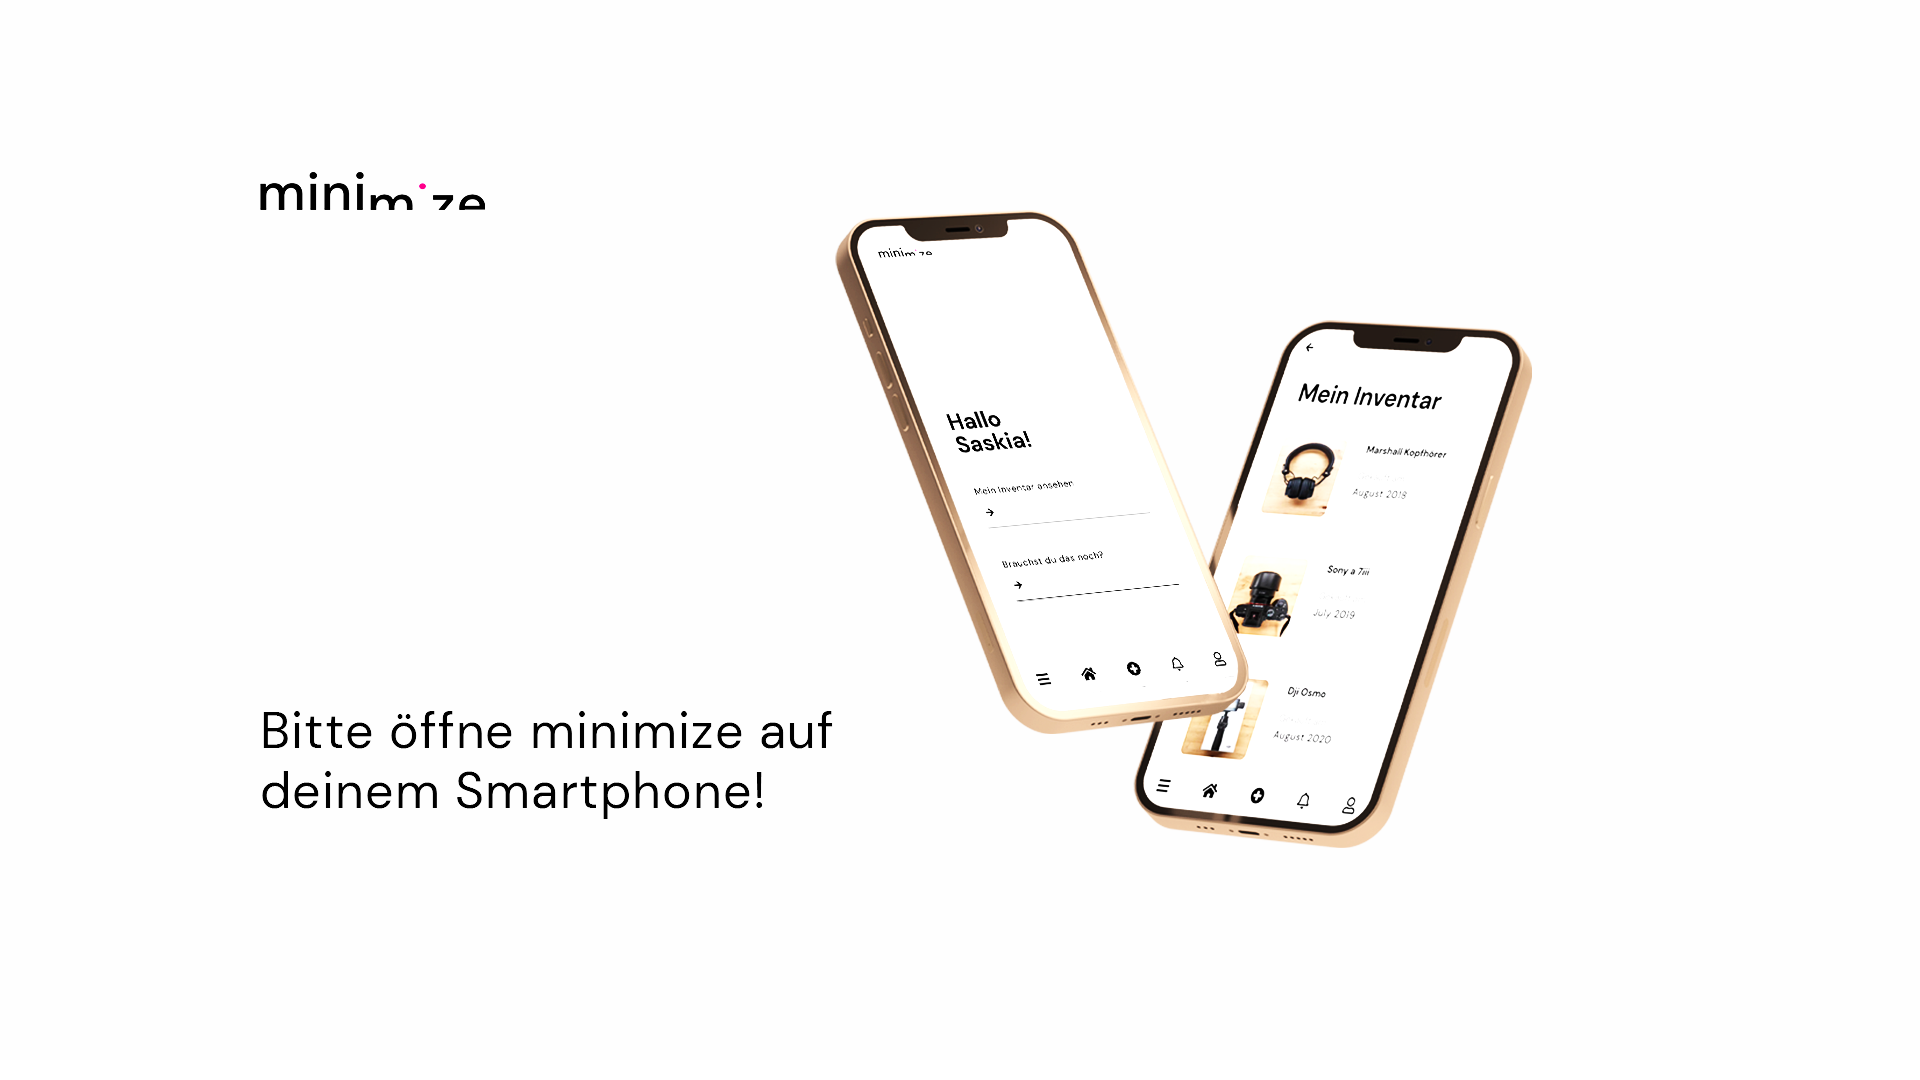 minimize
Bitte öffne minimize auf
deinem Smartphone!
minimize
Hallo
Saskia!
Mein Inventar ansehen
Brauchst du das noch?
Mein Inventar
Marshall Kopfhörer
August 2018
Sony a 7iii
July 2019
Dji Osmo
August 2020